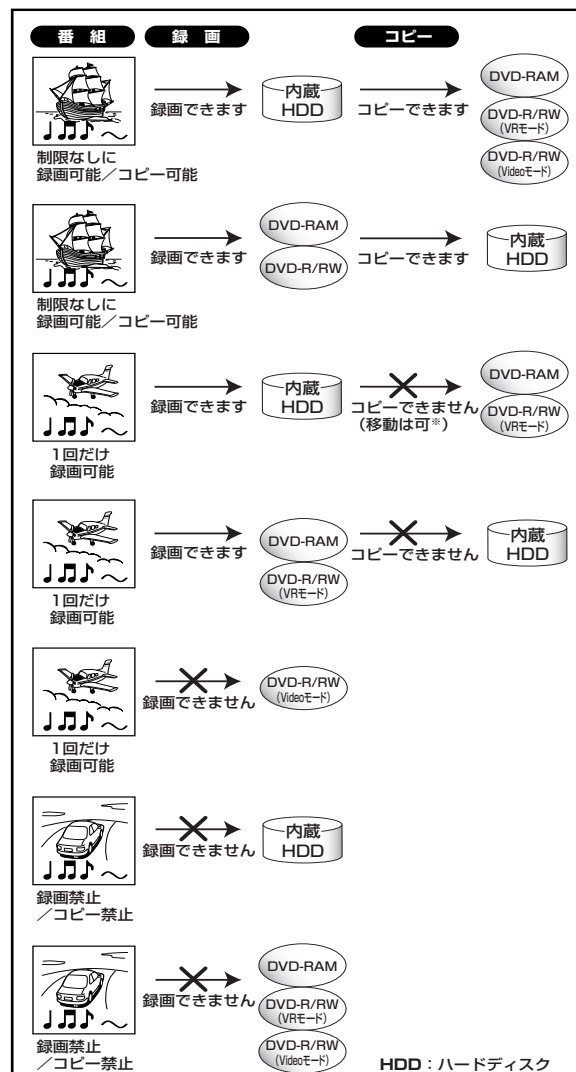 番組 録画 コピー
録画できます
内蔵
HDD
コピーできます
DVD-RAM
DVD-R/RW
(VRモード)
DVD-R/RW
(Videoモード)
制限なしに
録画可能／コピー可能
録画できます
DVD-RAM
DVD-R/RW
コピーできます
内蔵
HDD
制限なしに
録画可能／コピー可能
録画できます
内蔵
HDD
コピーできません
(移動は可※)
DVD-RAM
DVD-R/RW
(VRモード)
1回だけ
録画可能
録画できます
DVD-RAM
DVD-R/RW
(VRモード)
コピーできません
内蔵
HDD
1回だけ
録画可能
録画できません
DVD-R/RW
(Videoモード)
1回だけ
録画可能
録画できません
内蔵
HDD
録画禁止
／コピー禁止
録画できません
DVD-RAM
DVD-R/RW
(VRモード)
DVD-R/RW
(Videoモード)
録画禁止
／コピー禁止
HDD：ハードディスク